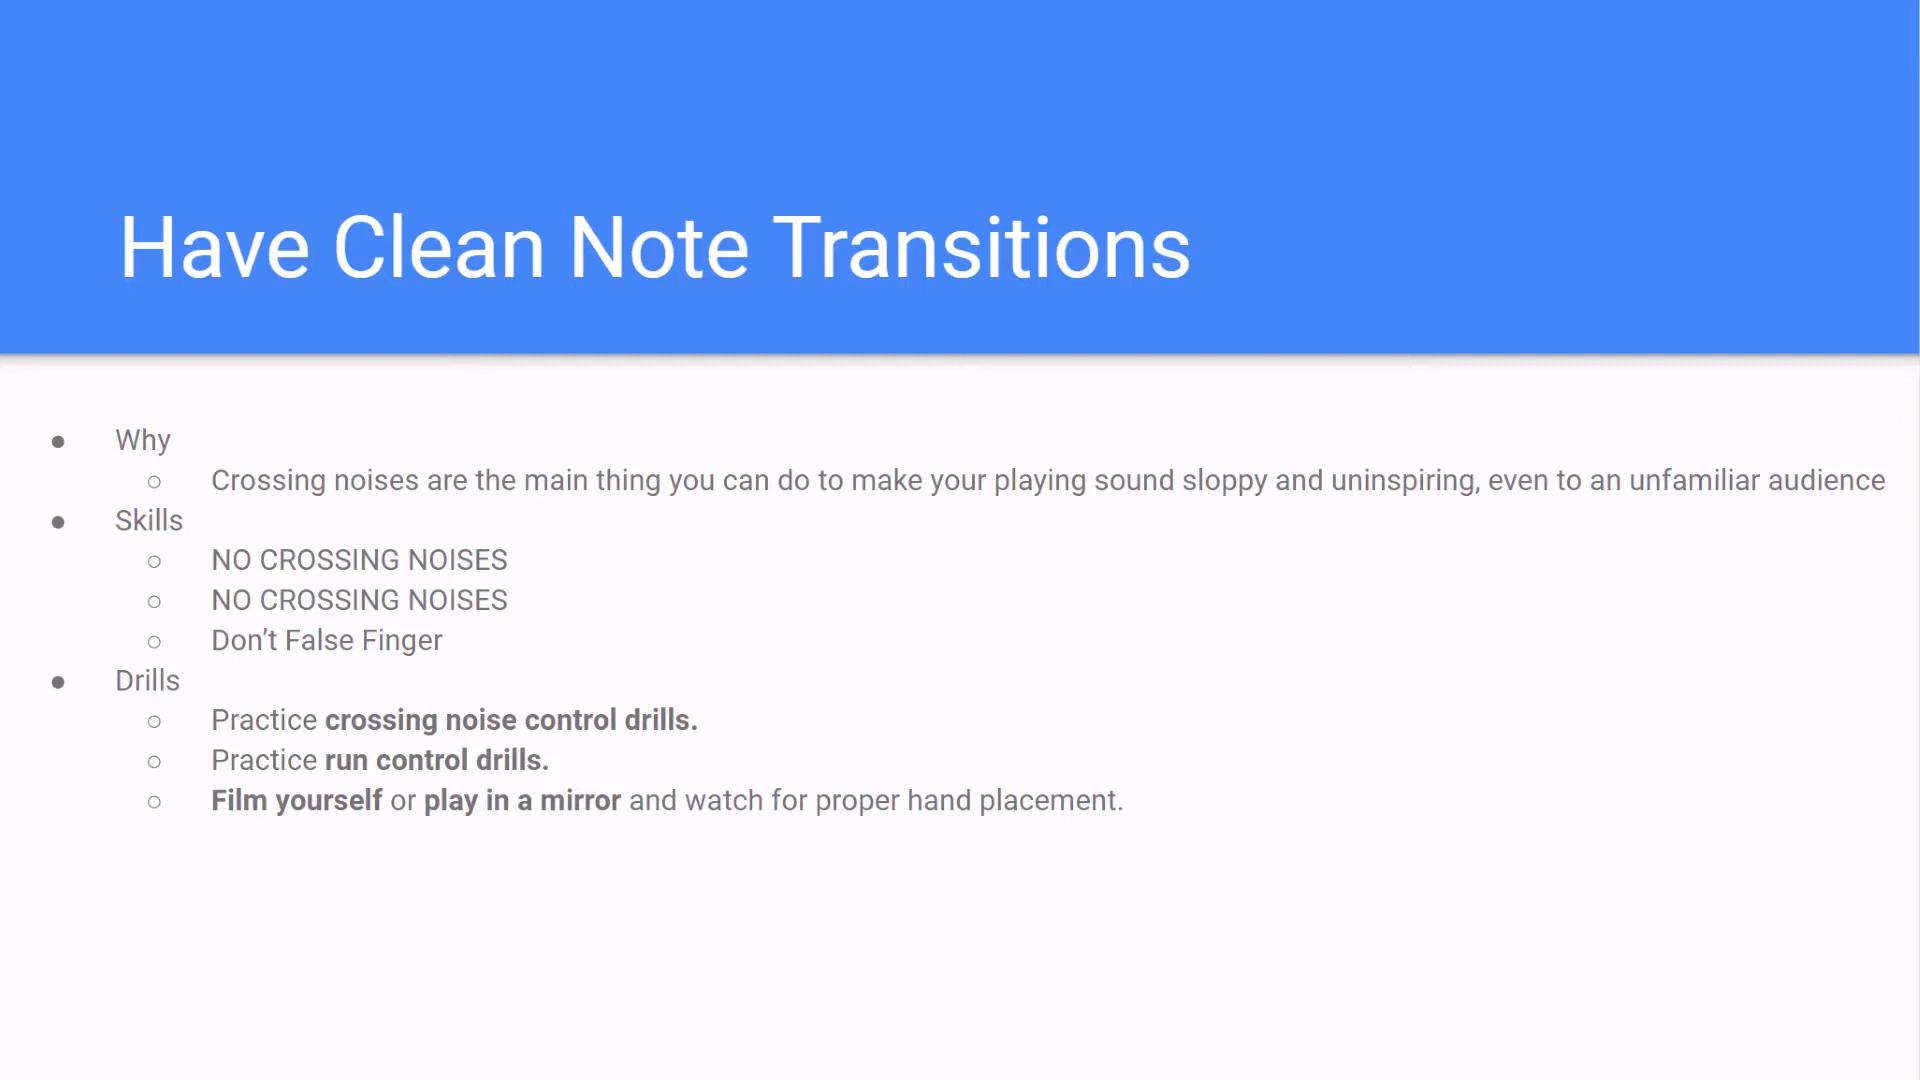 Have Clean Note Transitions
● Why
○ Crossing noises are the main thing you can do to make your playing sound sloppy and uninspiring, even to an unfamiliar audience
● Skills
○ NO CROSSING NOISES
○ NO CROSSING NOISES
○ Don’t False Finger
● Drills
○ Practice crossing noise control drills.
○ Practice run control drills.
○ Film yourself or play in a mirror and watch for proper hand placement.